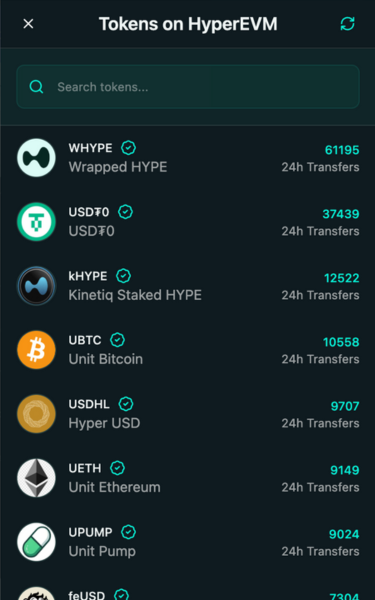 Tokens on HyperEVM
Search tokens...
WHYPE
61195
Wrapped HYPE
24h Transfers
USD₮0
37439
USD₮0
24h Transfers
kHYPE
12522
Kinetiq Staked HYPE
24h Transfers
UBTC
10558
Unit Bitcoin
24h Transfers
USDHL
9707
Hyper USD
24h Transfers
UETH
9149
Unit Ethereum
24h Transfers
UPUMP
9024
Unit Pump
24h Transfers
feUSD
7304